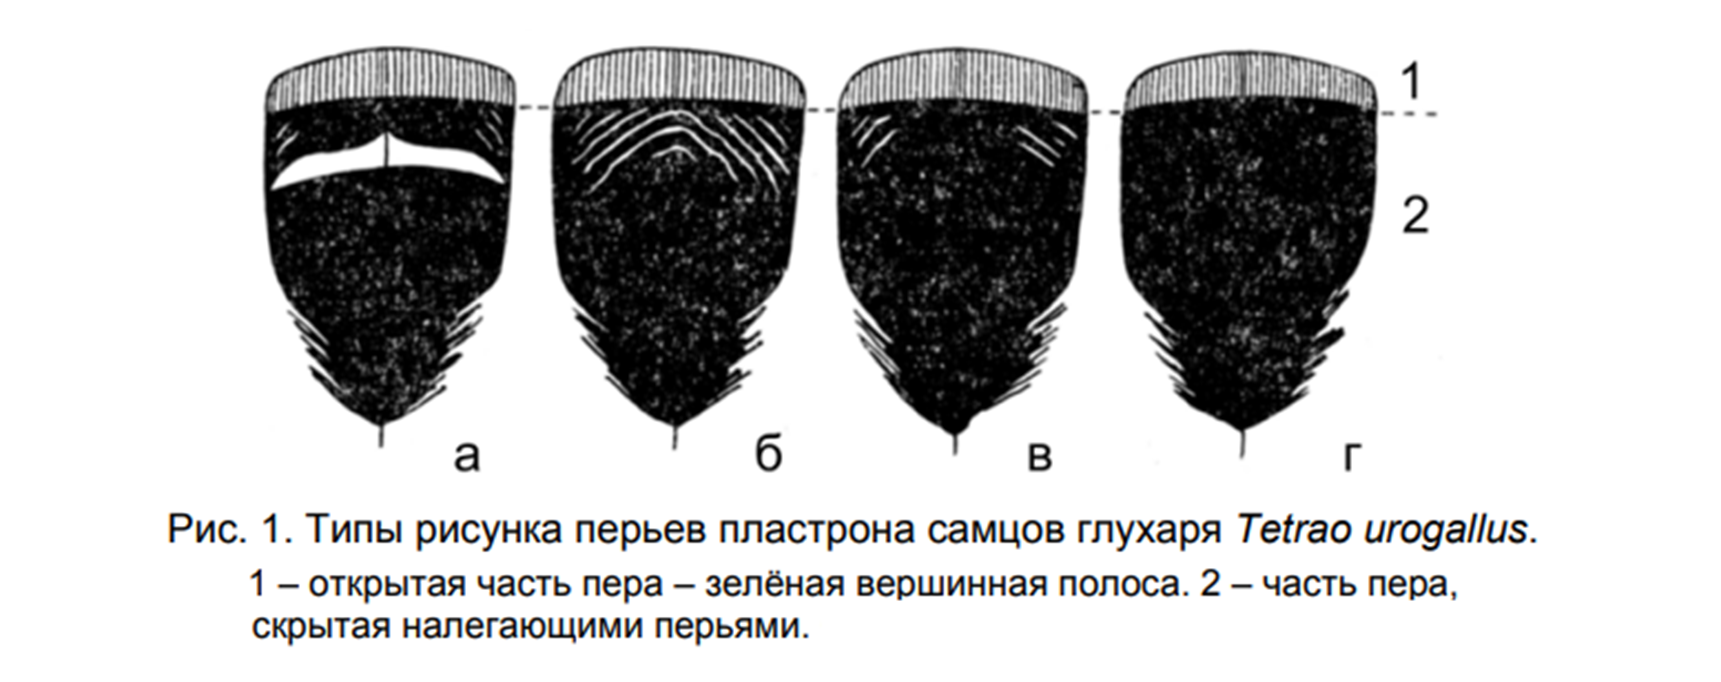 1
2
а б в г
Рис. 1. Типы рисунка перьев пластрона самцов глухаря Tetrao urogallus.
1 – открытая часть пера – зелёная вершинная полоса. 2 – часть пера,
скрытая налегающими перьями.